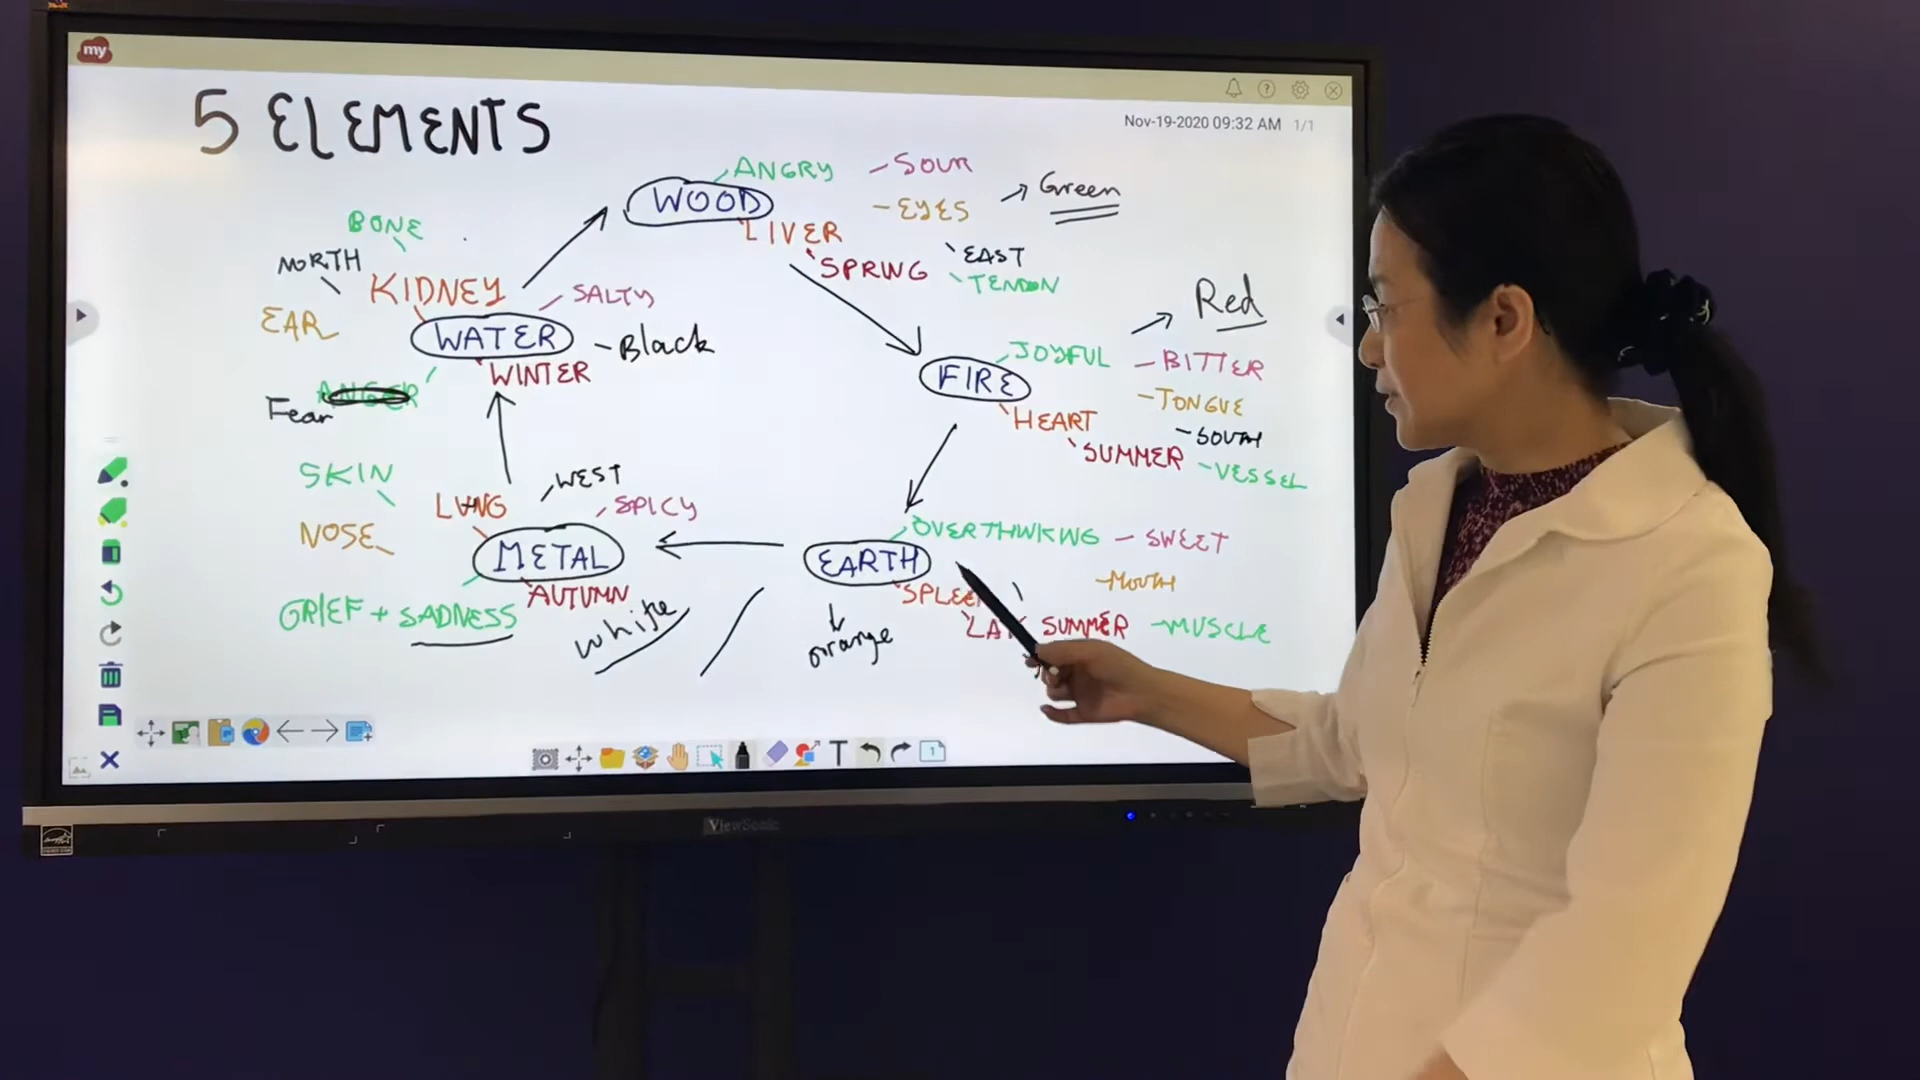 my
5 ELEMENTS
Nov-19-2020 09:32 AM 1/1
WOOD
ANGRY
SOUR
EYES
Green
LIVER
SPRING
EAST
TENDON
BONE
NORTH
KIDNEY
SALTY
EAR
WATER
Black
WINTER
Fear
Red
JOYFUL
BITTER
FIRE
TONGUE
HEART
SOUTH
SUMMER
VESSEL
SKIN
LUNG
WEST
SPICY
NOSE
METAL
AUTUMN
GRIEF + SADNESS
white
OVERTHINKING
SWEET
EARTH
MOUTH
orange
SUMMER
MUSCLE
T
1
ViewSonic